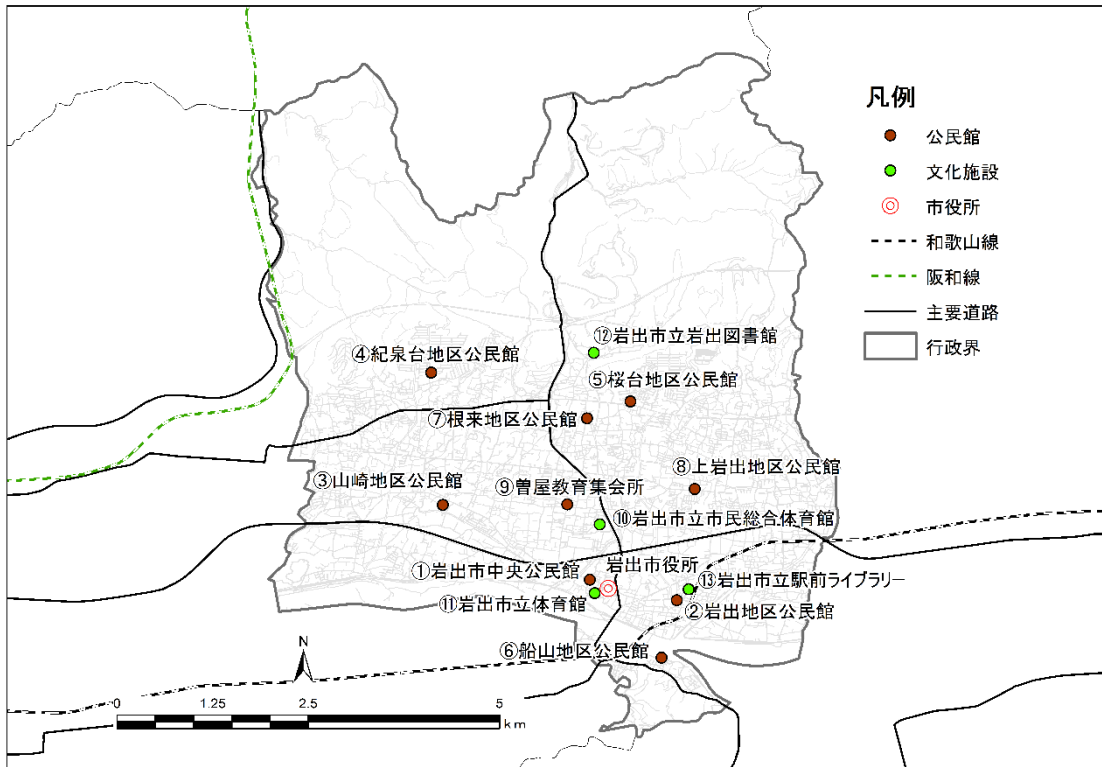 凡例
公民館
文化施設
市役所
和歌山線
阪和線
主要道路
行政界
⑫岩出市立岩出図書館
④紀泉台地区公民館
⑤桜台地区公民館
⑦根来地区公民館
⑧上岩出地区公民館
③山崎地区公民館
⑨曽屋教育集会所
⑩岩出市立市民総合体育館
岩出市役所
①岩出市中央公民館
⑬岩出市立駅前ライブラリー
⑪岩出市立体育館
②岩出地区公民館
⑥船山地区公民館
N
0 1.25 2.5 5
km